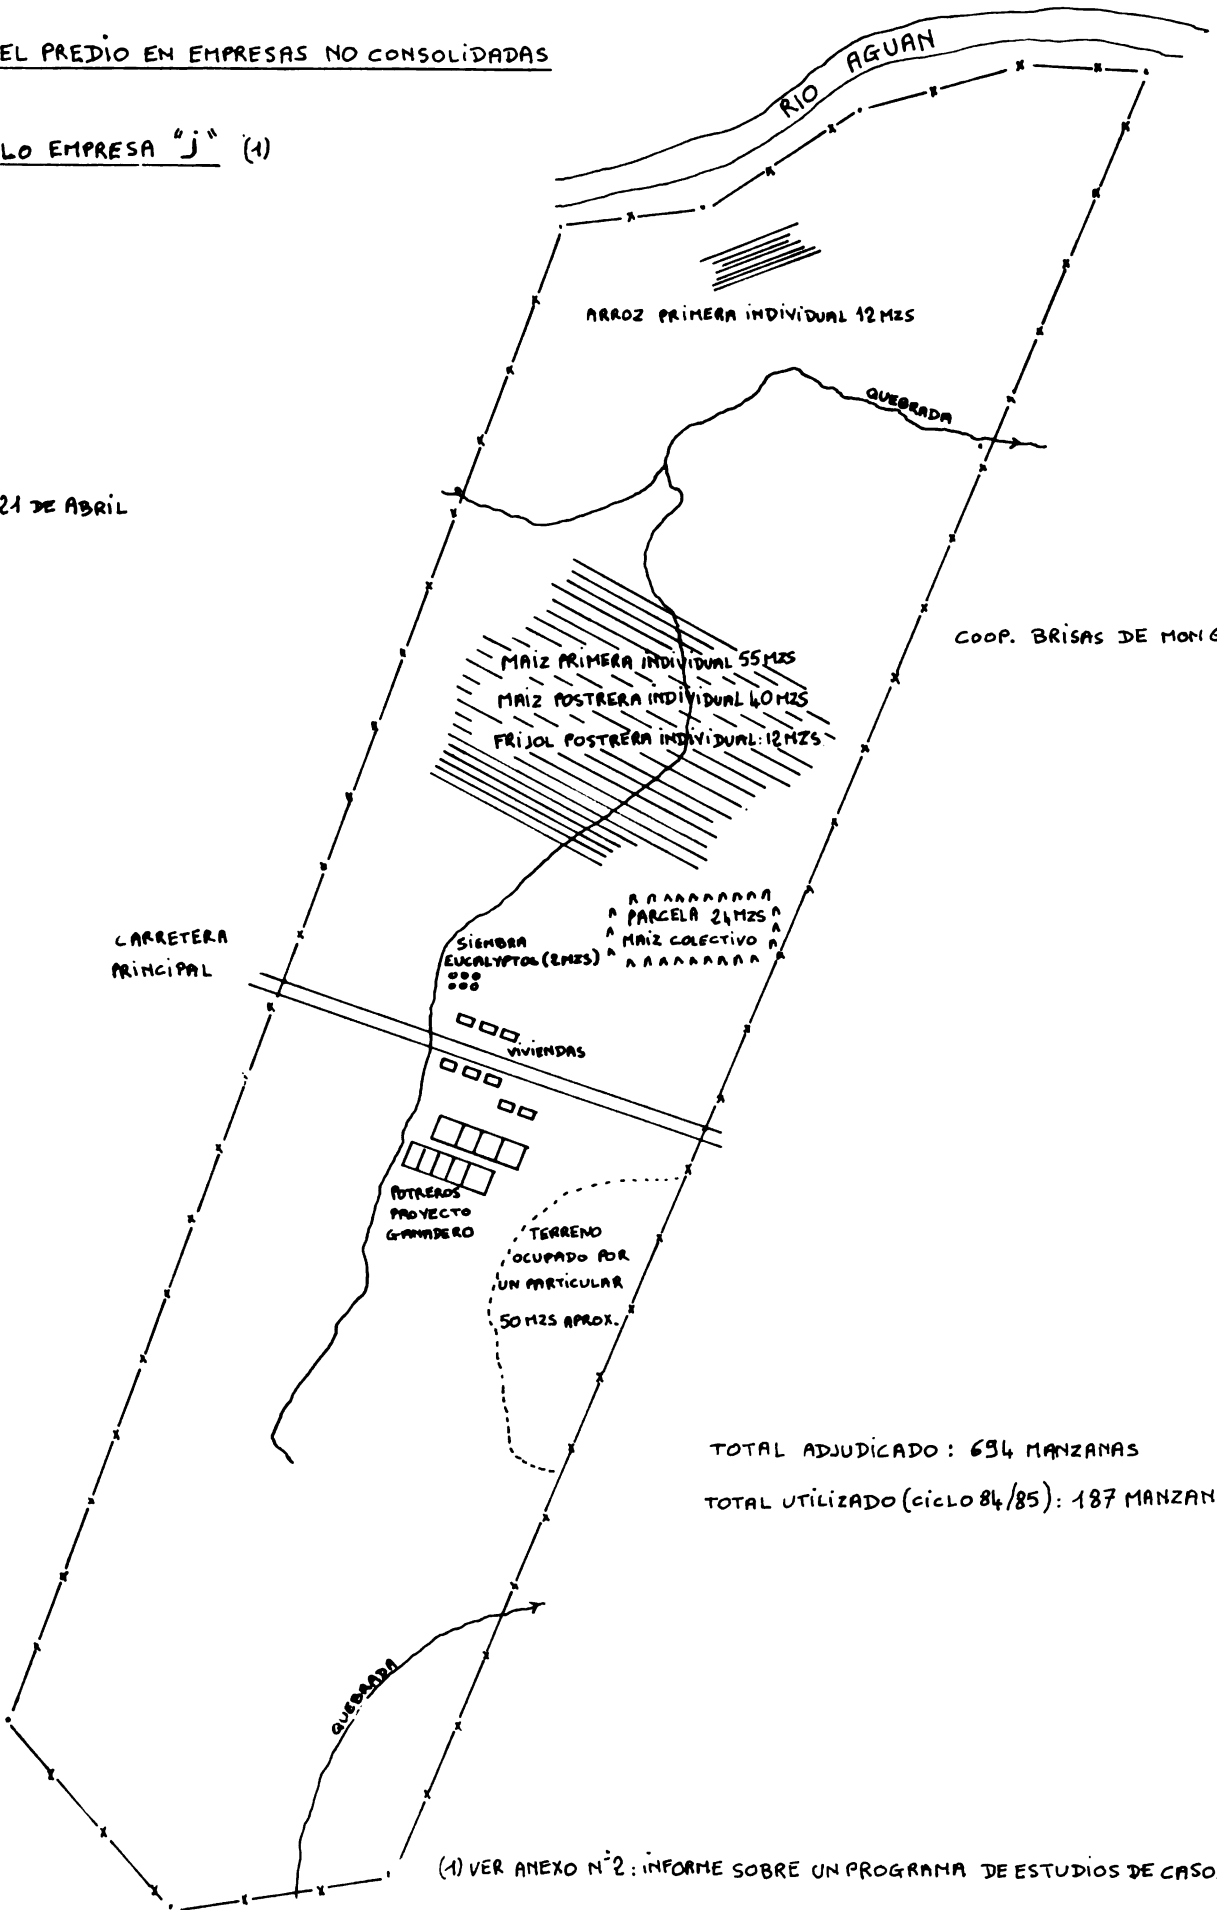 EL PREDIO EN EMPRESAS NO CONSOLIDADAS
LO EMPRESA "J" (1)
RIO AGUAN
ARROZ PRIMERA INDIVIDUAL 12 MZS
QUEBRADA
21 DE ABRIL
COOP. BRISAS DE MONG
MAIZ PRIMERA INDIVIDUAL 55 MZS
MAIZ POSTRERA INDIVIDUAL 40 MZS
FRIJOL POSTRERA INDIVIDUAL: 12 MZS.
PARCELA 24 MZS
MAIZ COLECTIVO
CARRETERA
PRINCIPAL
SIEMBRA
EUCALYPTOS (2 MZS)
VIVIENDAS
POTREROS
PROYECTO
GANADERO
TERRENO
OCUPADO POR
UN PARTICULAR
50 MZS APROX.
TOTAL ADJUDICADO : 694 MANZANAS
TOTAL UTILIZADO (CICLO 84/85) : 187 MANZAN
QUEBRADA
(1) VER ANEXO N°2 : INFORME SOBRE UN PROGRAMA DE ESTUDIOS DE CASO.